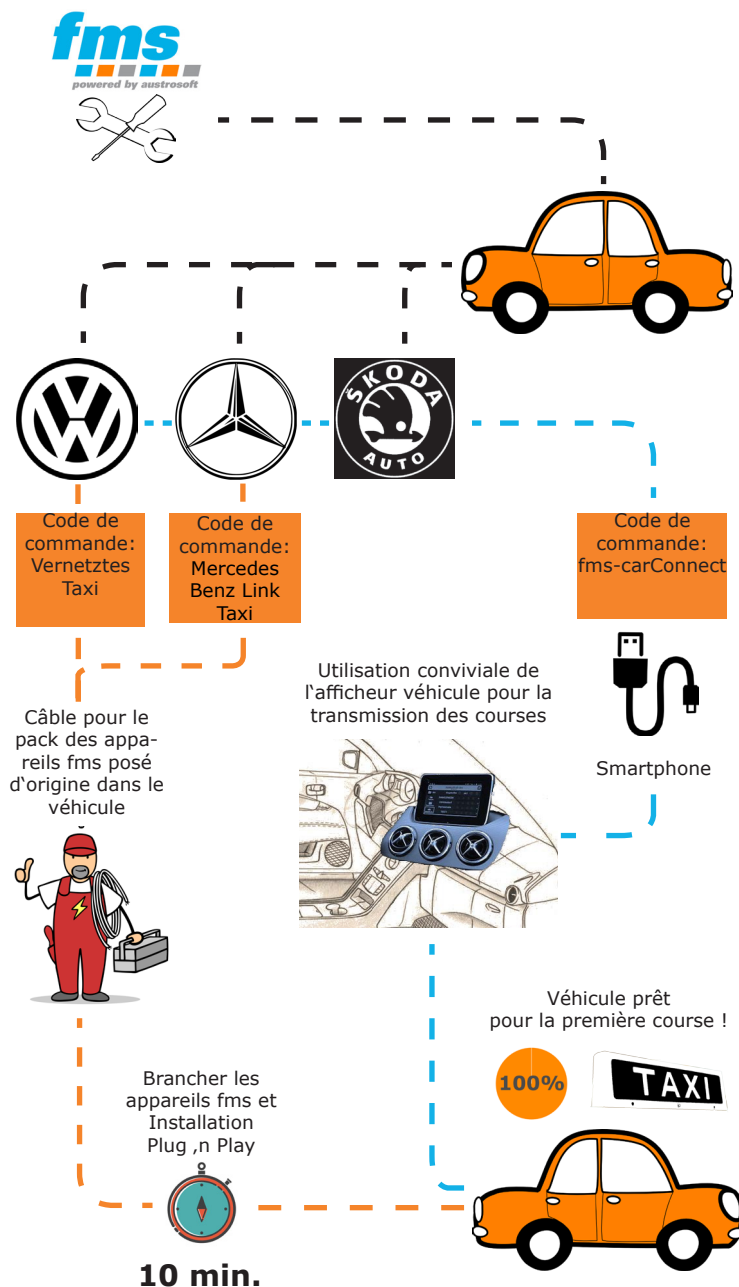 fms
powered by austrosoft
ŠKODA
AUTO
Code de
commande:
Vernetztes
Taxi
Code de
commande:
Mercedes
Benz Link
Taxi
Code de
commande:
fms-carConnect
Utilisation conviviale de
l‘afficheur véhicule pour la
transmission des courses
Smartphone
Câble pour le
pack des appa-
reils fms posé
d‘origine dans le
véhicule
Véhicule prêt
pour la première course !
100%
TAXI
Brancher les
appareils fms et
Installation
Plug ‚n Play
10 min.